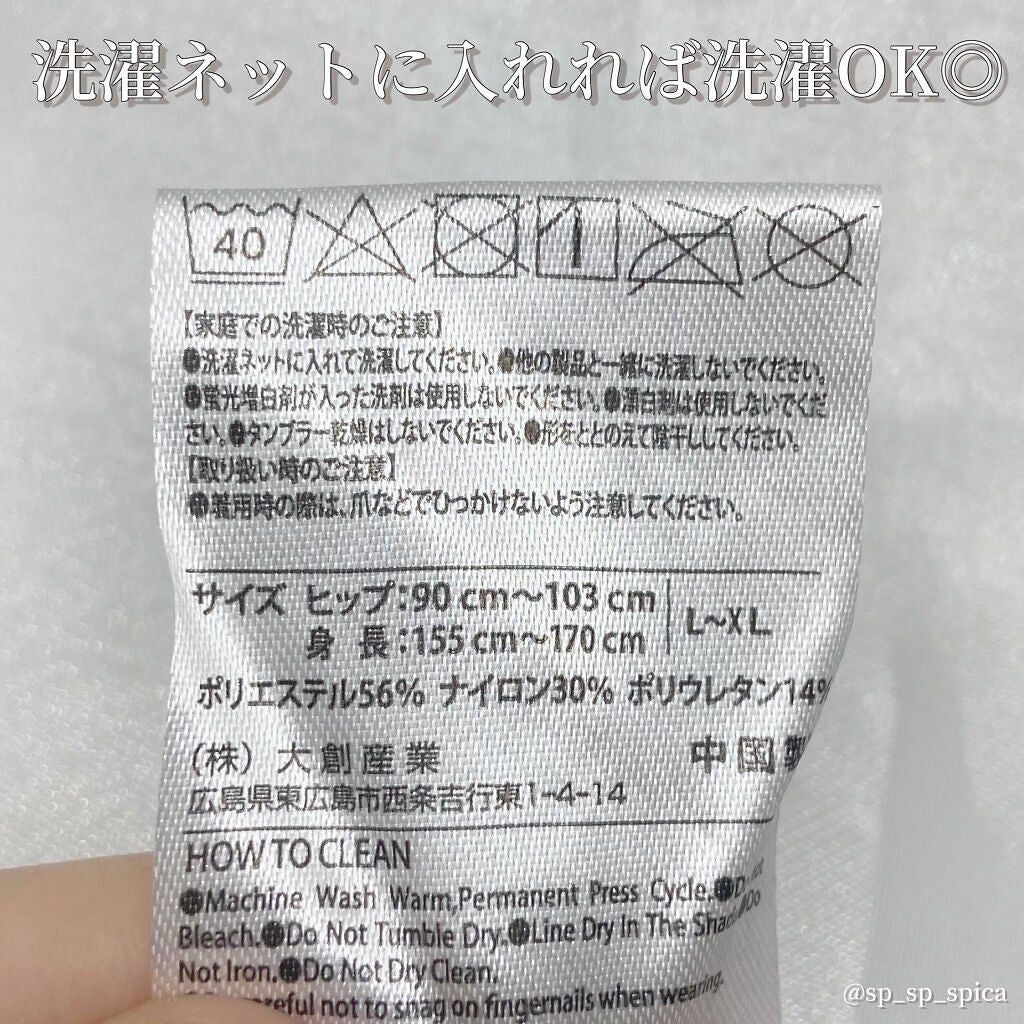 洗濯ネットに入れれば洗濯OK◎
40
【家庭での洗濯時のご注意】
●洗濯ネットに入れて洗濯してください。●他の製品と一緒に洗濯しないでください。
●蛍光増白剤が入った洗剤は使用しないでください。●漂白剤は使用しないでくだ
さい。●タンブラー乾燥はしないでください。●形をととのえて陰干ししてください。
【取り扱い時のご注意】
●着用時の際は、爪などでひっかけないよう注意してください。
サイズ ヒップ:90 cm～103 cm
身 長:155 cm～170 cm
L～XL
ポリエステル56% ナイロン30% ポリウレタン14%
(株)大創産業
中国製
広島県東広島市西条吉行東1-4-14
HOW TO CLEAN
●Machine Wash Warm,Permanent Press Cycle.●
Bleach.●Do Not Tumble Dry.●Line Dry In The ●Do
Not Iron.●Do Not Dry Clean.
not to snag on fingernails when wearing.
@sp_sp_spica